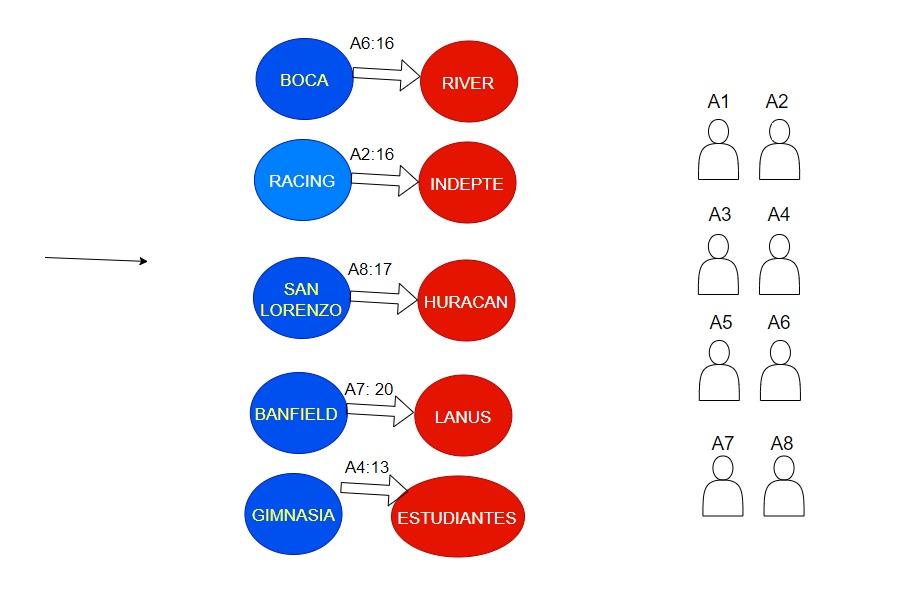 A6:16
BOCA
RIVER
A2:16
RACING
INDEPTE
A8:17
SAN
LORENZO
HURACAN
A7: 20
BANFIELD
LANUS
A4:13
GIMNASIA
ESTUDIANTES
A1 A2
A3 A4
A5 A6
A7 A8